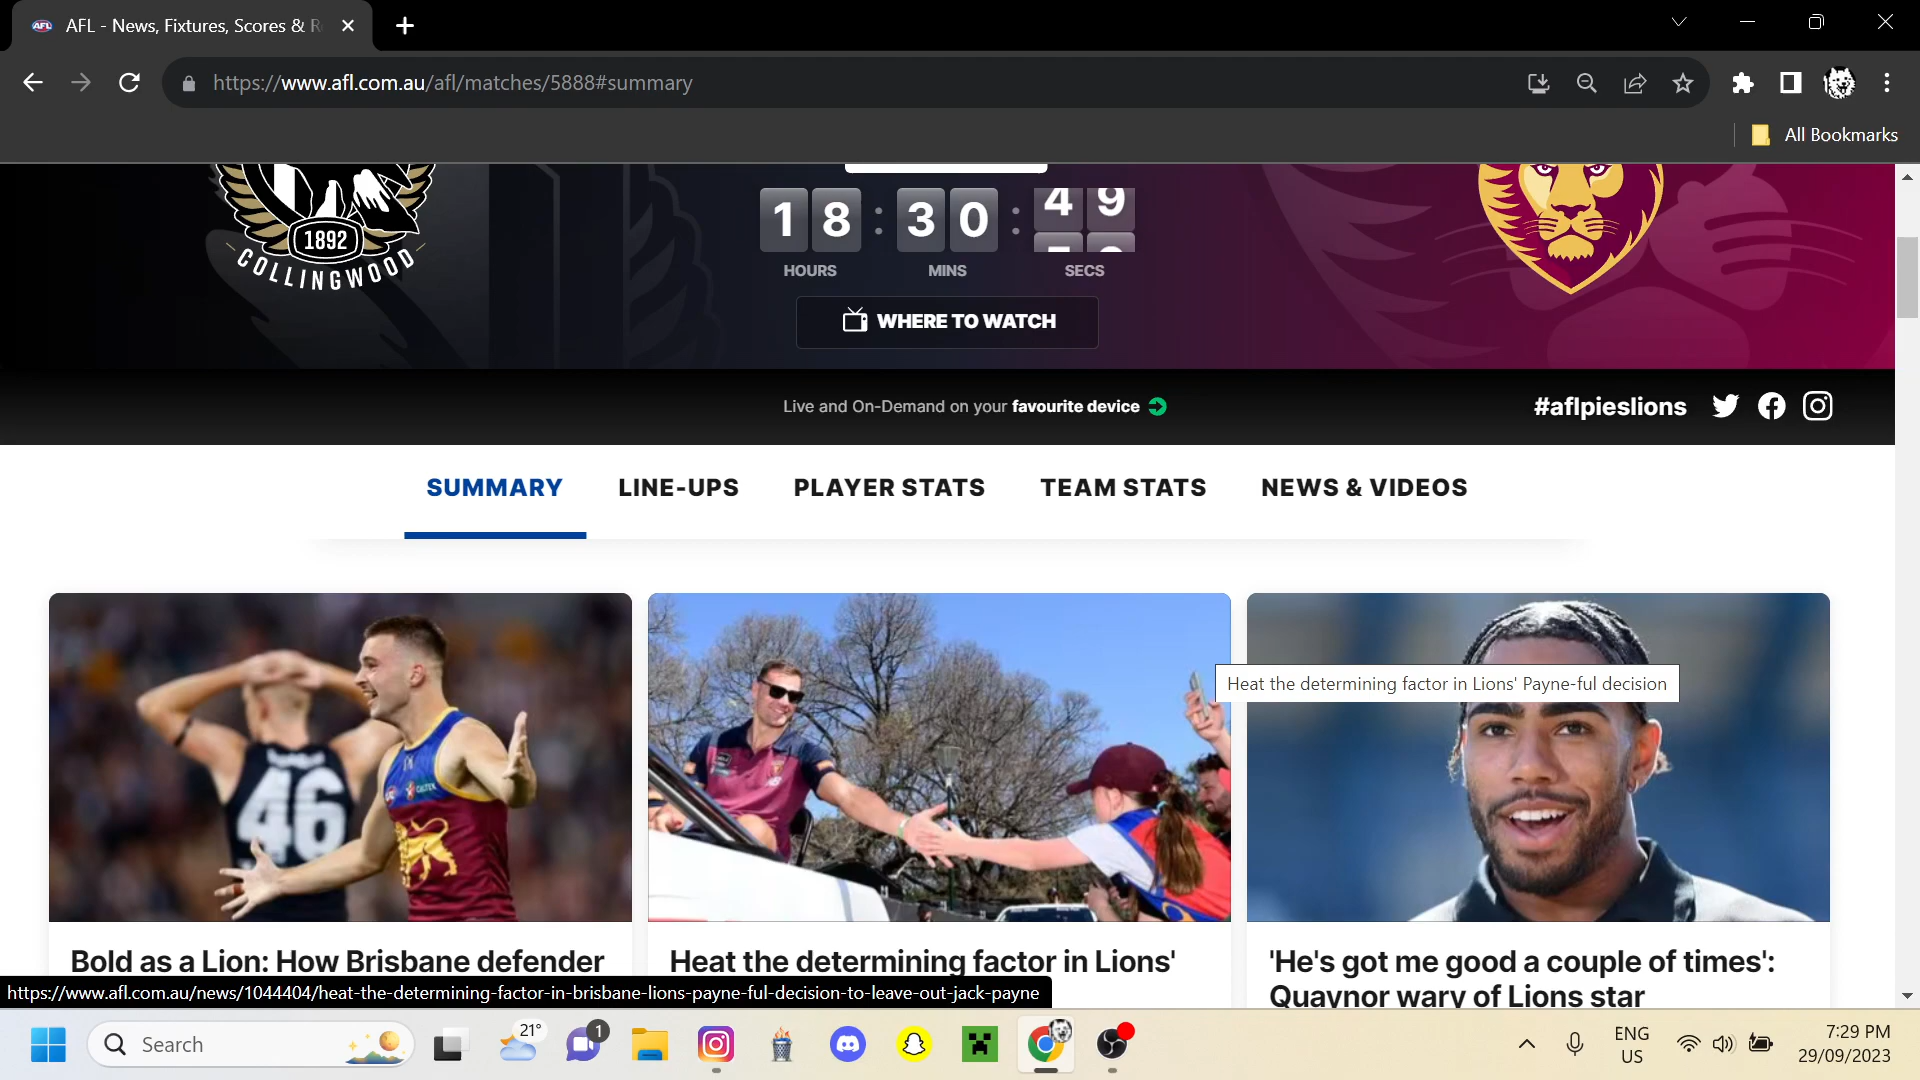 AFL - News, Fixtures, Scores & R
https://www.afl.com.au/afl/matches/5888#summary
All Bookmarks
1892
COLLINGWOOD
18 : 30 : 49
HOURS MINS SECS
WHERE TO WATCH
Live and On-Demand on your favourite device
#aflpieslions
SUMMARY LINE-UPS PLAYER STATS TEAM STATS NEWS & VIDEOS
46
Heat the determining factor in Lions' Payne-ful decision
Bold as a Lion: How Brisbane defender
Heat the determining factor in Lions'
'He's got me good a couple of times':
Quaynor wary of Lions star
https://www.afl.com.au/news/1044404/heat-the-determining-factor-in-brisbane-lions-payne-ful-decision-to-leave-out-jack-payne
Search
21°
1
ENG
US
7:29 PM
29/09/2023